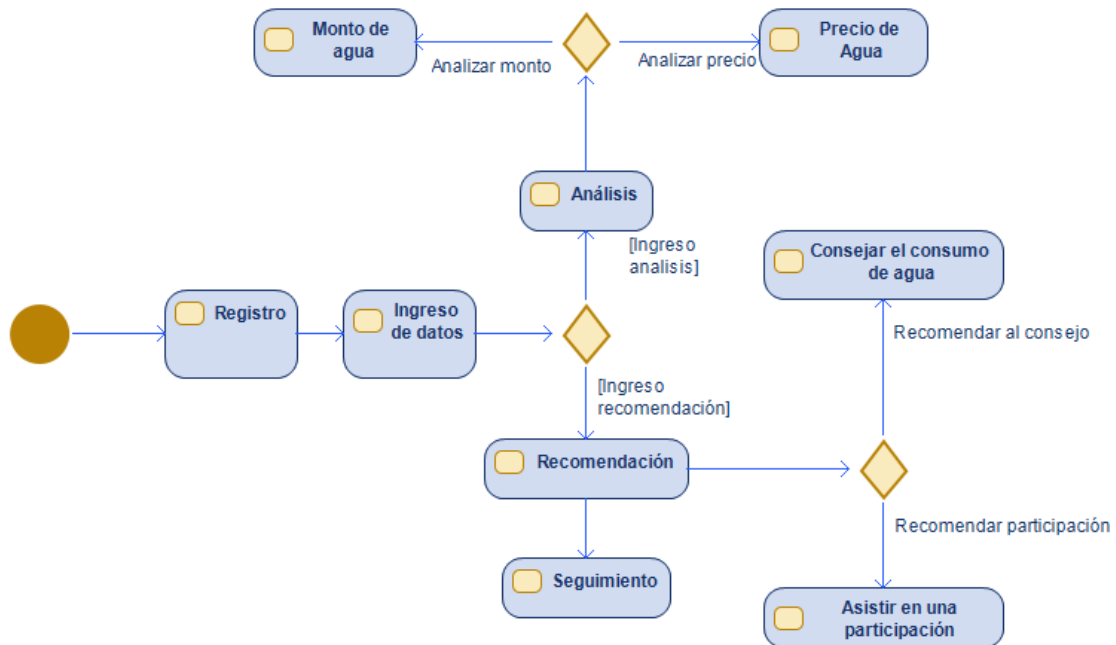 Monto de
agua
Analizar monto
Analizar precio
Precio de
Agua
Análisis
[Ingreso
analisis]
Consejar el consumo
de agua
Registro
Ingreso
de datos
Recomendar al consejo
[Ingreso
recomendación]
Recomendación
Recomendar participación
Seguimiento
Asistir en una
participación